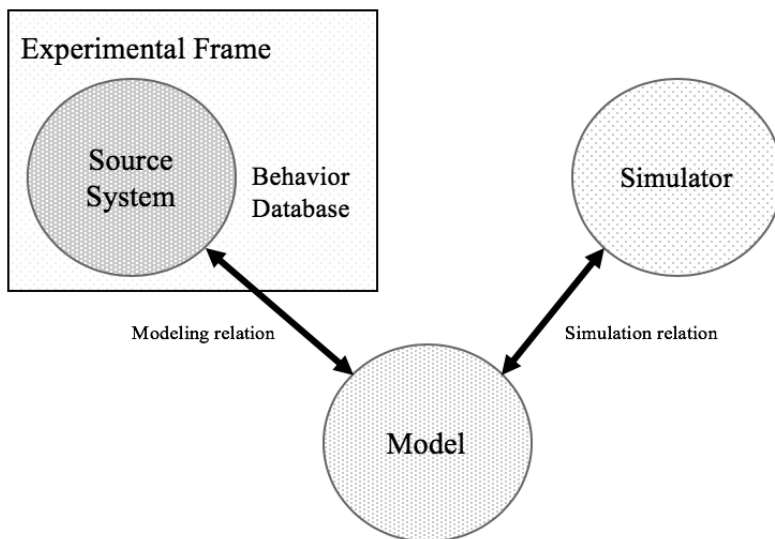 Experimental Frame
Source
System
Behavior
Database
Simulator
Modeling relation
Simulation relation
Model